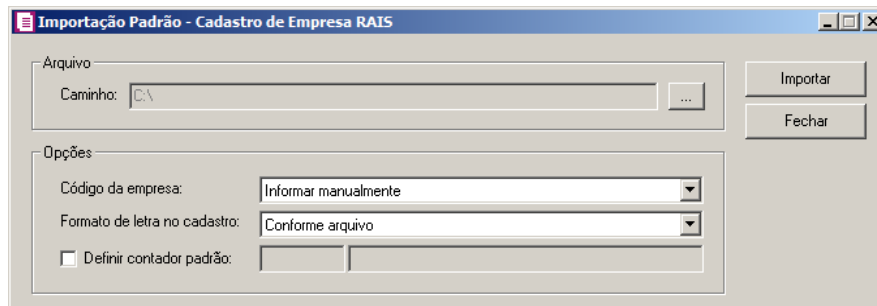 Importação Padrão - Cadastro de Empresa RAIS
Arquivo
Caminho: C:\ ...
Importar
Fechar
Opções
Código da empresa: Informar manualmente
Formato de letra no cadastro: Conforme arquivo
Definir contador padrão: